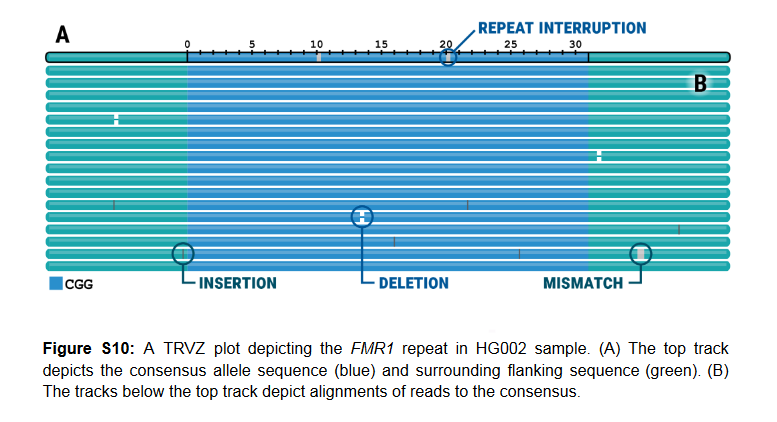 A
REPEAT INTERRUPTION
0 5 10 15 20 25 30
B
INSERTION
DELETION
MISMATCH
CGG
Figure S10: A TRVZ plot depicting the FMR1 repeat in HG002 sample. (A) The top track
depicts the consensus allele sequence (blue) and surrounding flanking sequence (green). (B)
The tracks below the top track depict alignments of reads to the consensus.